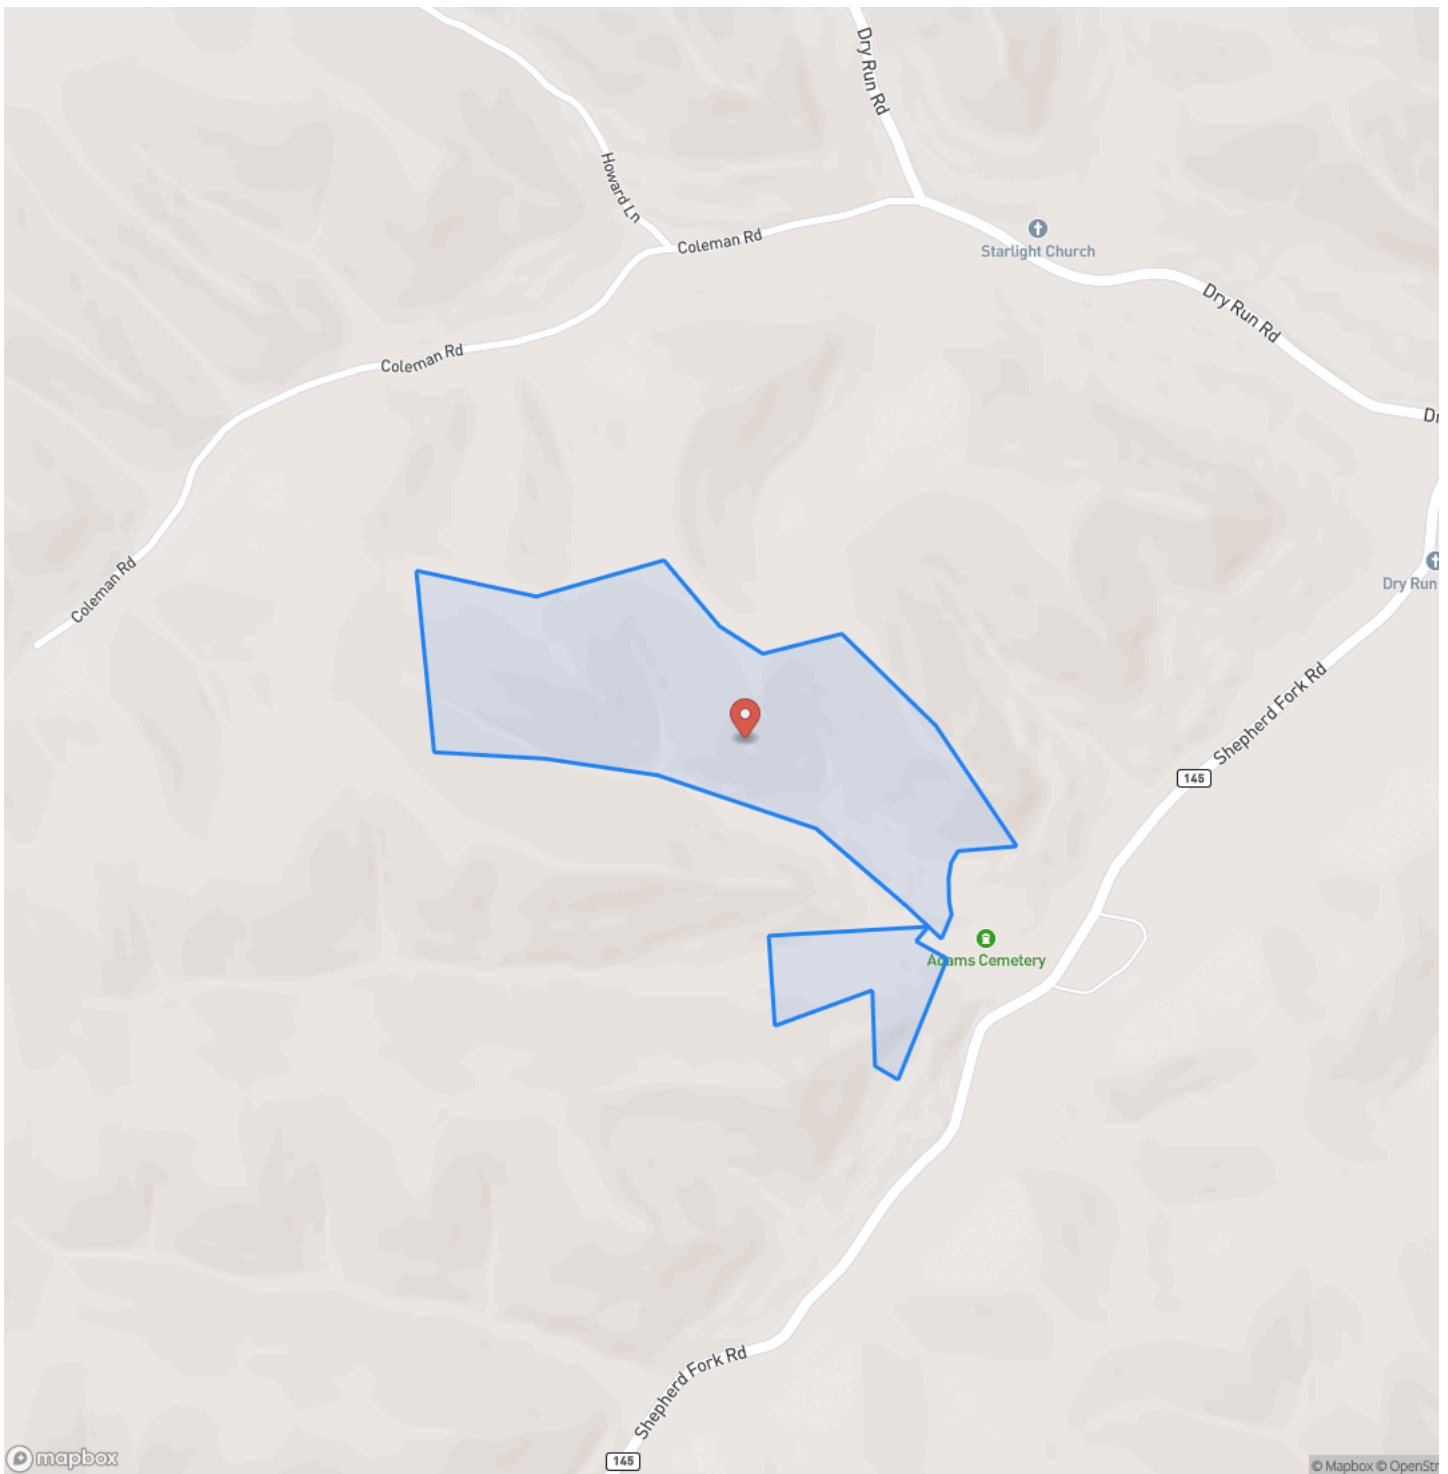 Dry Run Rd
Howard Ln
Coleman Rd
Starlight Church
Dry Run Rd
Coleman Rd
Dr
Coleman Rd
Dry Run
Shepherd Fork Rd
145
Adams Cemetery
Shepherd Fork Rd
145
mapbox
© Mapbox © OpenStr